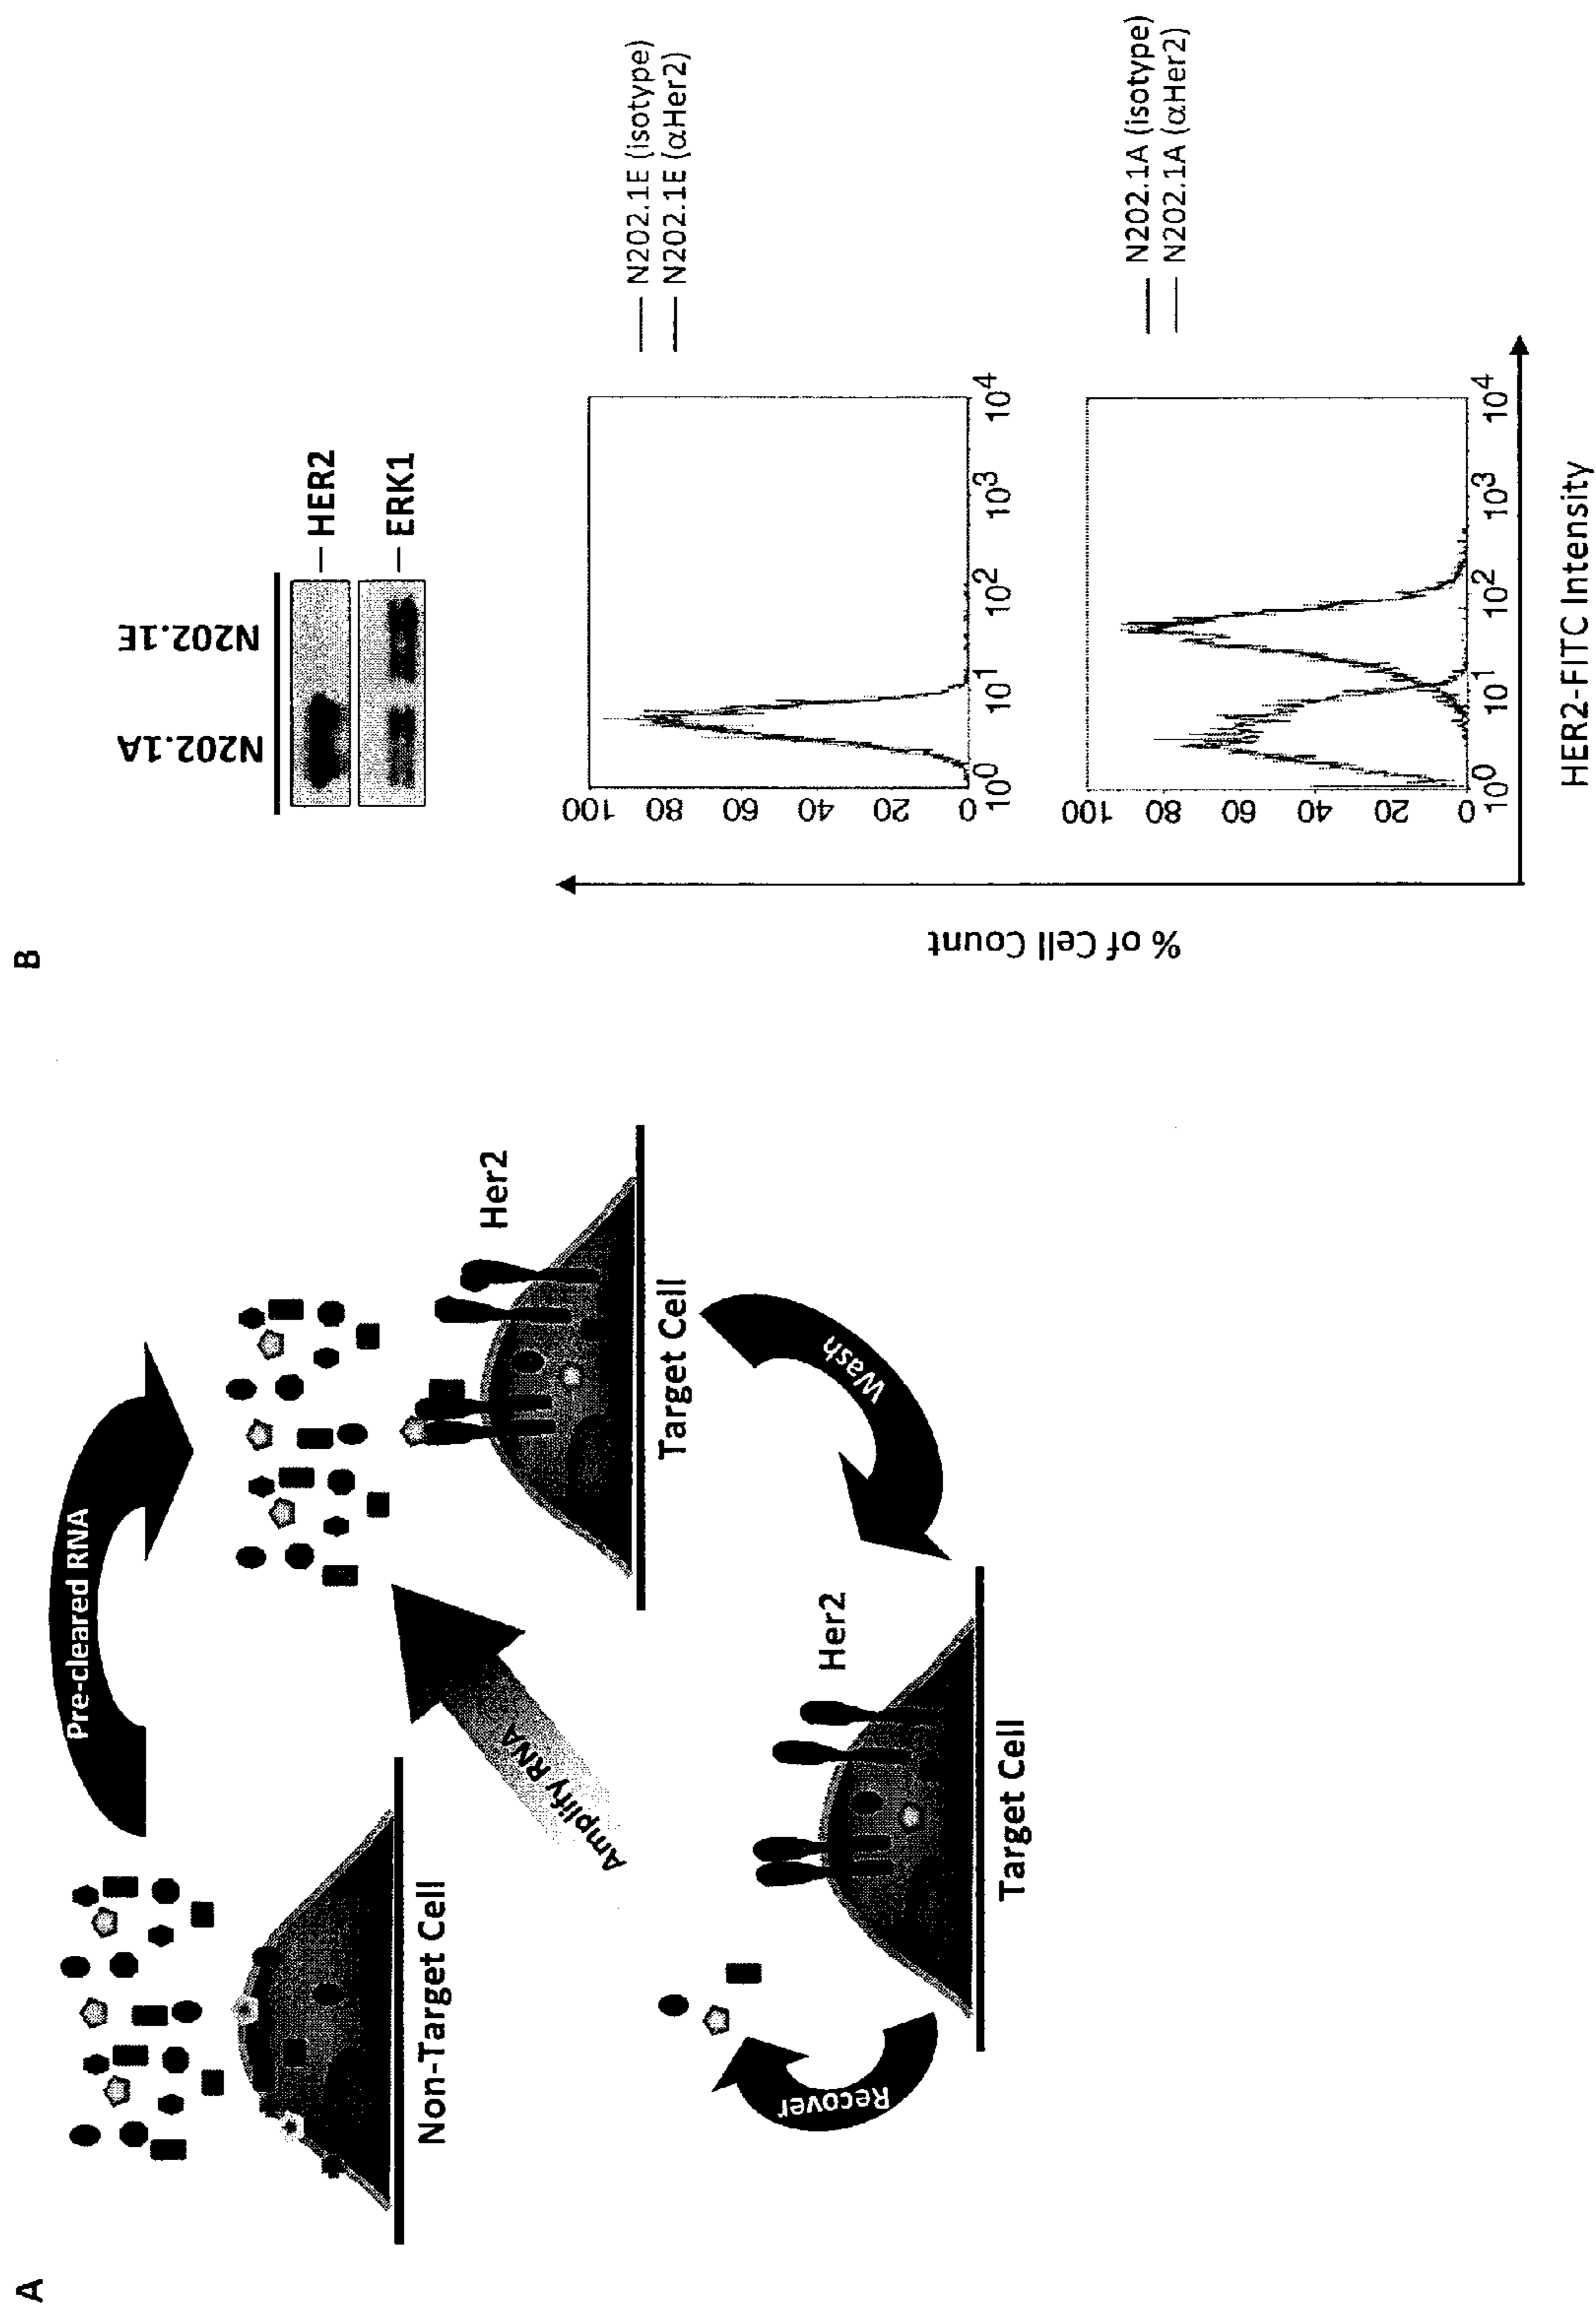 A
Pre-cleared RNA
Non-Target Cell
Her2
Target Cell
Amplify RNA
Wash
Her2
Target Cell
Recover
B
N202.1A
N202.1E
HER2
ERK1
100
80
60
40
20
0
10⁰
10¹
10²
10³
10⁴
N202.1E (isotype)
N202.1E (αHer2)
100
80
60
40
20
0
10⁰
10¹
10²
10³
10⁴
N202.1A (isotype)
N202.1A (αHer2)
% of Cell Count
HER2-FITC Intensity